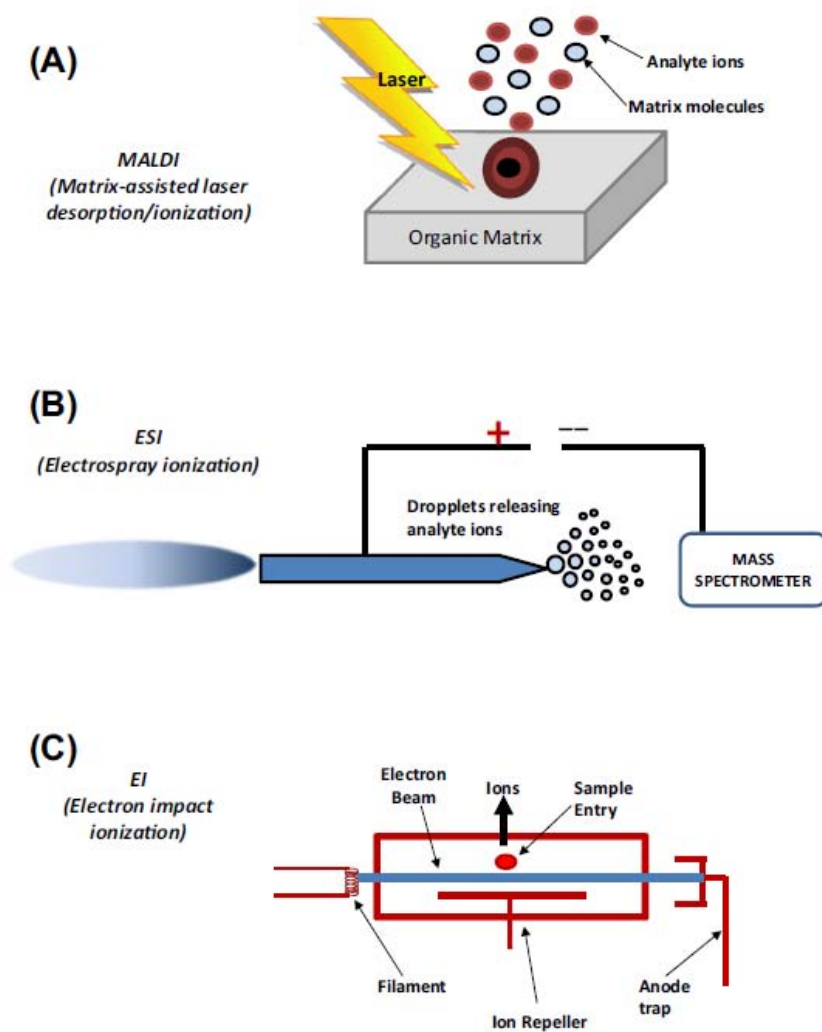 (A)
MALDI
(Matrix-assisted laser
desorption/ionization)
Laser
Analyte ions
Matrix molecules
Organic Matrix
(B)
ESI
(Electrospray ionization)
+
––
Dropplets releasing
analyte ions
MASS
SPECTROMETER
(C)
EI
(Electron impact
ionization)
Electron
Beam
Ions
Sample
Entry
Filament
Ion Repeller
Anode
trap